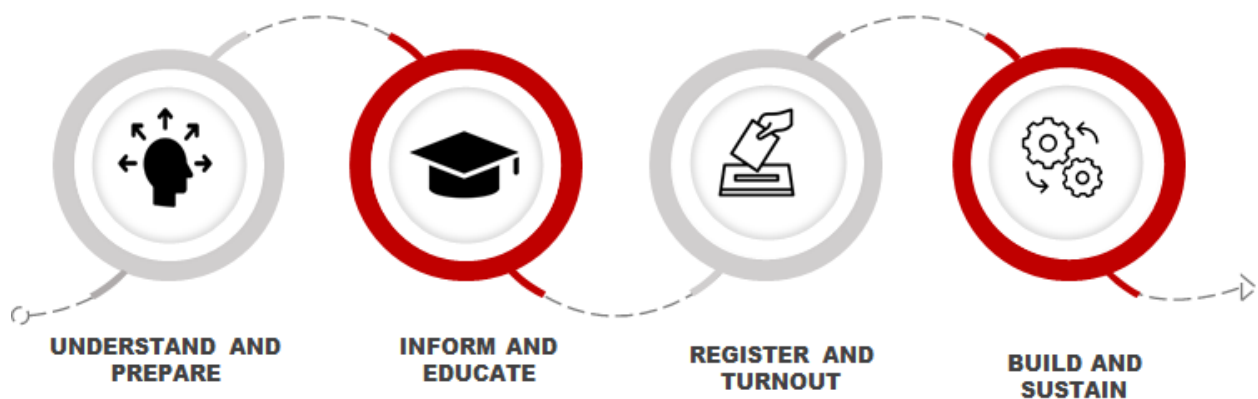 UNDERSTAND AND
PREPARE
INFORM AND
EDUCATE
REGISTER AND
TURNOUT
BUILD AND
SUSTAIN